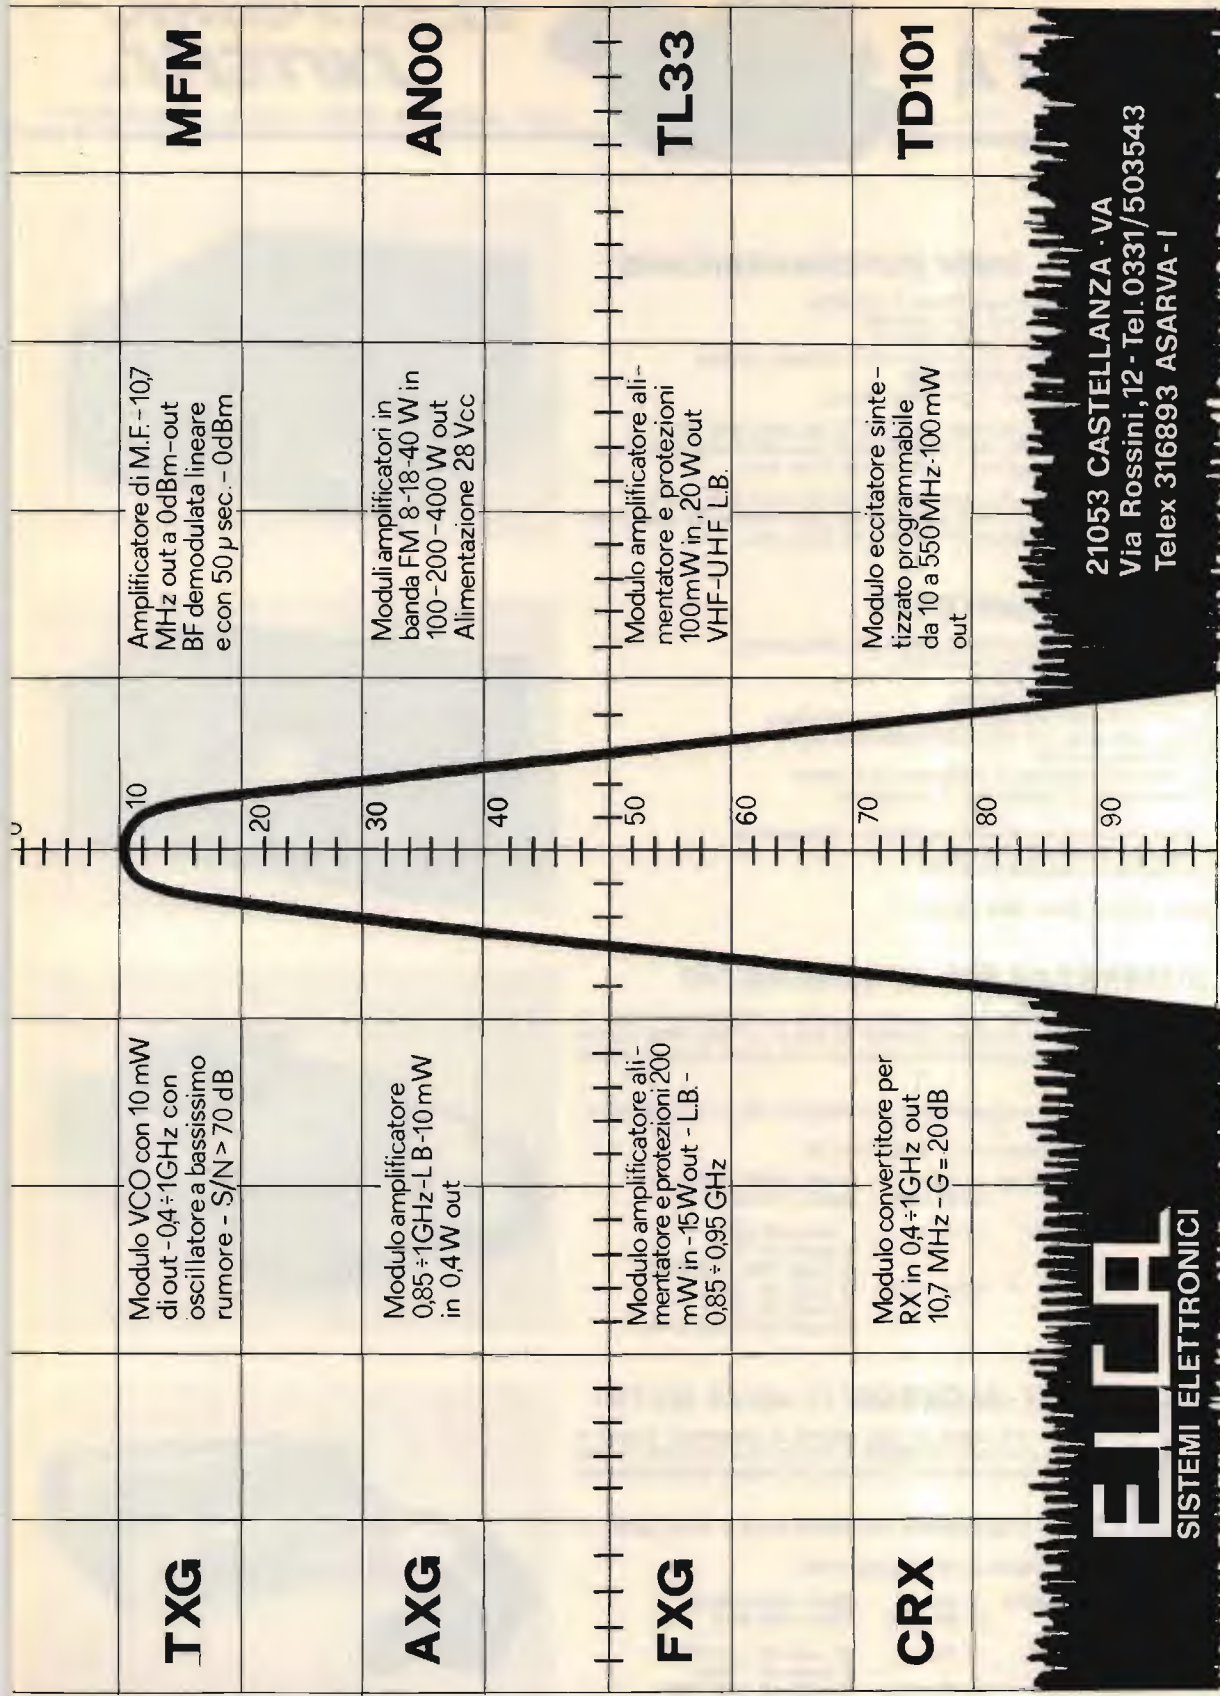 TXG
Modulo VCO con 10 mW
di out - 0,4 ÷ 1GHz con
oscillatore a bassissimo
rumore - S/N > 70 dB
AXG
Modulo amplificatore
0,85 ÷ 1GHz - LB - 10 mW
in 0,4 W out
FXG
Modulo amplificatore ali-
mentatore e protezioni 200
mW in - 15 W out - L.B. -
0,85 ÷ 0,95 GHz
CRX
Modulo convertitore per
RX in 0,4 ÷ 1GHz out
10,7 MHz - G = 20 dB
0
10
20
30
40
50
60
70
80
90
Amplificatore di M.F. - 10,7
MHz out a 0dBm - out
BF demodulata lineare
e con 50 µ sec. - 0dBm
MFM
Moduli amplificatori in
banda FM 8-18-40 W in
100-200-400 W out
Alimentazione 28 Vcc
AN00
Modulo amplificatore ali-
mentatore e protezioni
100mW in, 20 W out
VHF-UHF L.B.
TL33
Modulo eccitatore sinte-
tizzato programmabile
da 10 a 550 MHz - 100 mW
out
TD101
ELCA
SISTEMI ELETTRONICI
21053 CASTELLANZA - VA
Via Rossini, 12 - Tel. 0331/503543
Telex 316893 ASARVA - I